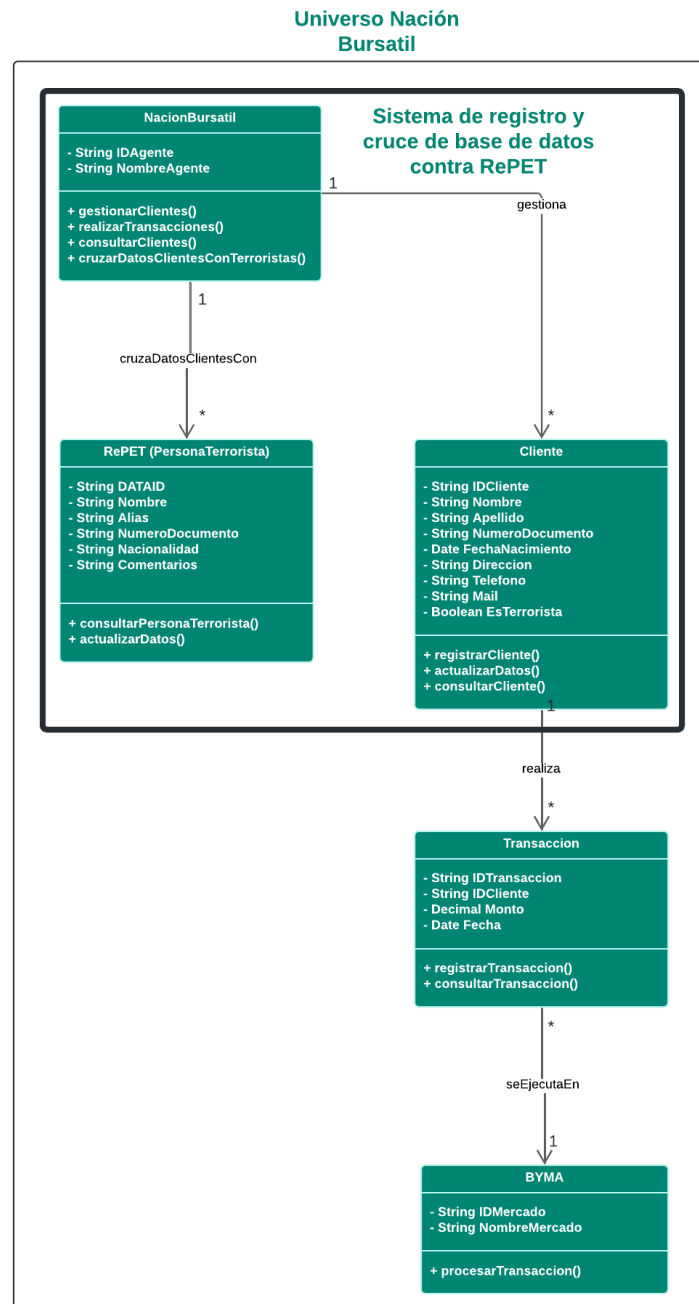 Universo Nación
Bursatil
Sistema de registro y
cruce de base de datos
contra RePET
NacionBursatil
- String IDAgente
- String NombreAgente
+ gestionarClientes()
+ realizarTransacciones()
+ consultarClientes()
+ cruzarDatosClientesConTerroristas()
1
gestiona
1
cruzaDatosClientesCon
*
*
RePET (PersonaTerrorista)
- String DATAID
- String Nombre
- String Alias
- String NumeroDocumento
- String Nacionalidad
- String Comentarios
+ consultarPersonaTerrorista()
+ actualizarDatos()
Cliente
- String IDCliente
- String Nombre
- String Apellido
- String NumeroDocumento
- Date FechaNacimiento
- String Direccion
- String Telefono
- String Mail
- Boolean EsTerrorista
+ registrarCliente()
+ actualizarDatos()
+ consultarCliente()
1
realiza
*
Transaccion
- String IDTransaccion
- String IDCliente
- Decimal Monto
- Date Fecha
+ registrarTransaccion()
+ consultarTransaccion()
*
seEjecutaEn
1
BYMA
- String IDMercado
- String NombreMercado
+ procesarTransaccion()